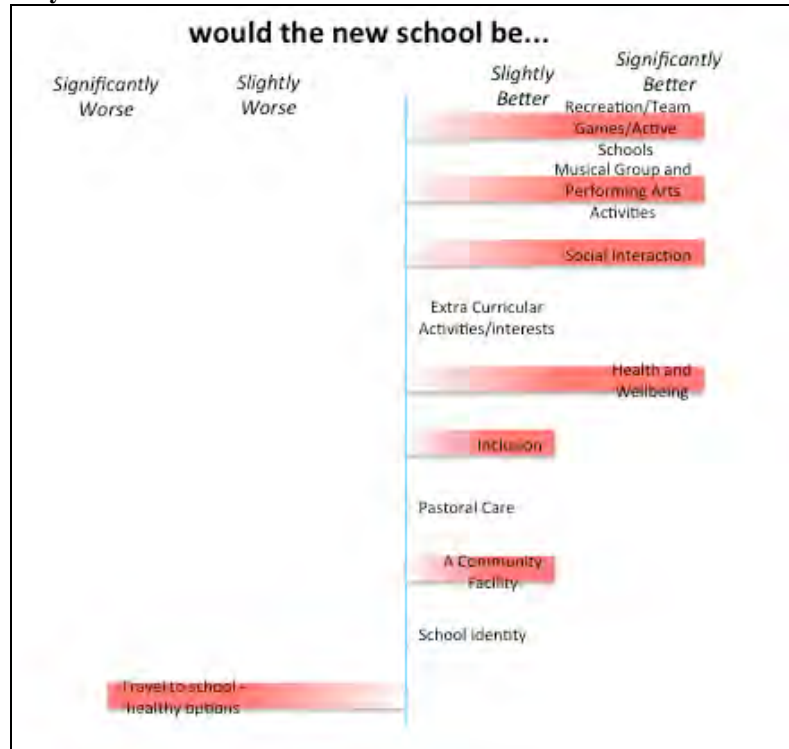 would the new school be...
Significantly
Worse
Slightly
Worse
Slightly
Better
Significantly
Better
Recreation/Team
Games/Active
Schools
Musical Group and
Performing Arts
Activities
Social Interaction
Extra Curricular
Activities/interests
Health and
Wellbeing
Inclusion
Pastoral Care
A Community
Facility
School identity
Travel to school -
healthy options